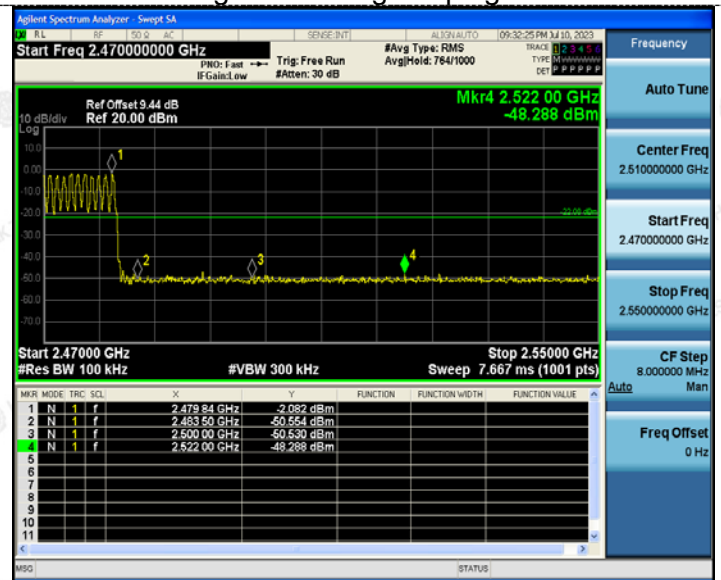 Agilent Spectrum Analyzer - Swept SA
RL RF 50 Ω AC SENSE:INT ALIGNAUTO 09:32:25 PM Jul 10, 2023
Start Freq 2.470000000 GHz
PNO: Fast
IFGain:Low
Trig: Free Run
#Atten: 30 dB
#Avg Type: RMS
Avg|Hold: 764/1000
TRACE 1 2 3 4 5 6
TYPE M
DET P P P P P P
Frequency
Auto Tune
Center Freq
2.510000000 GHz
Start Freq
2.470000000 GHz
Stop Freq
2.550000000 GHz
CF Step
8.000000 MHz
Auto Man
Freq Offset
0 Hz
Ref Offset 9.44 dB
Ref 20.00 dBm
10 dB/div
Log
Mkr4 2.522 00 GHz
-48.288 dBm
10.0
0.00
-10.0
-20.0
-30.0
-40.0
-50.0
-60.0
-70.0
1
2
3
4
-22.00 dBm
Start 2.47000 GHz Stop 2.55000 GHz
#Res BW 100 kHz #VBW 300 kHz Sweep 7.667 ms (1001 pts)
MKR MODE TRC SCL X Y FUNCTION FUNCTION WIDTH FUNCTION VALUE
1 N 1 f 2.479 84 GHz -2.082 dBm
2 N 1 f 2.483 50 GHz -50.554 dBm
3 N 1 f 2.500 00 GHz -50.530 dBm
4 N 1 f 2.522 00 GHz -48.288 dBm
5
6
7
8
9
10
11
MSG STATUS